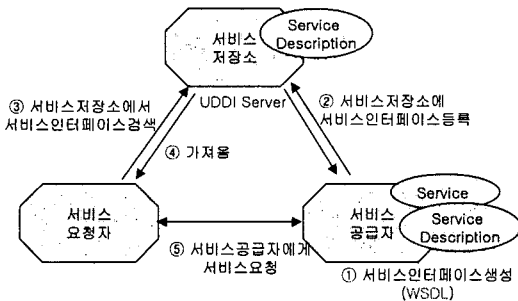 Service
Description
서비스
저장소
UDDI Server
③ 서비스저장소에서
서비스인터페이스검색
② 서비스저장소에
서비스인터페이스등록
④ 가져옴
서비스
요청자
Service
서비스
공급자
Service
Description
⑤ 서비스공급자에게
서비스요청
① 서비스인터페이스생성
(WSDL)